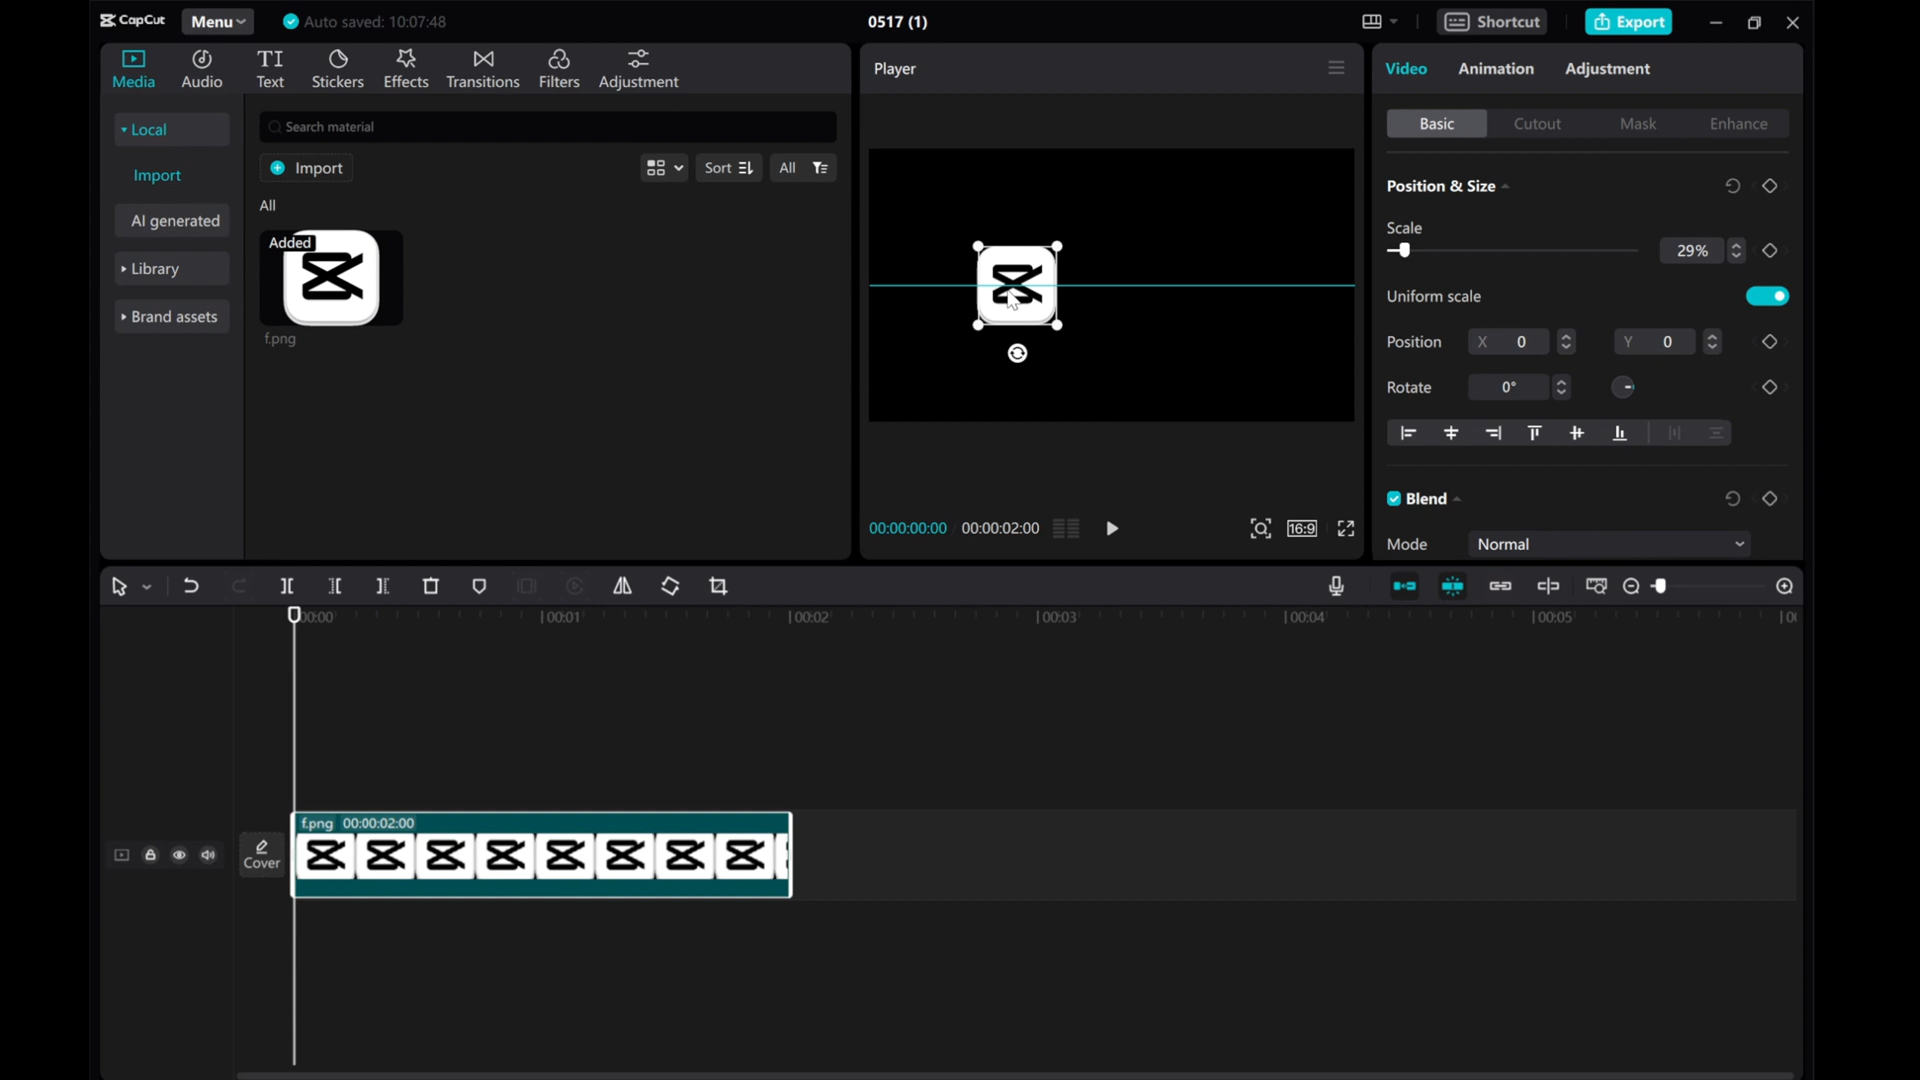 CapCut
Menu
Auto saved: 10:07:48
0517 (1)
Shortcut
Export
Media
Audio
TI
Text
Stickers
Effects
Transitions
Filters
Adjustment
Local
Import
AI generated
Library
Brand assets
Search material
Import
Sort
All
All
Added
f.png
Player
00:00:00:00
00:00:02:00
16:9
Video
Animation
Adjustment
Basic
Cutout
Mask
Enhance
Position & Size
Scale
29%
Uniform scale
Position
X
0
Y
0
Rotate
0°
Blend
Mode
Normal
00:00
00:01
00:02
00:03
00:04
00:05
Cover
f.png 00:00:02:00